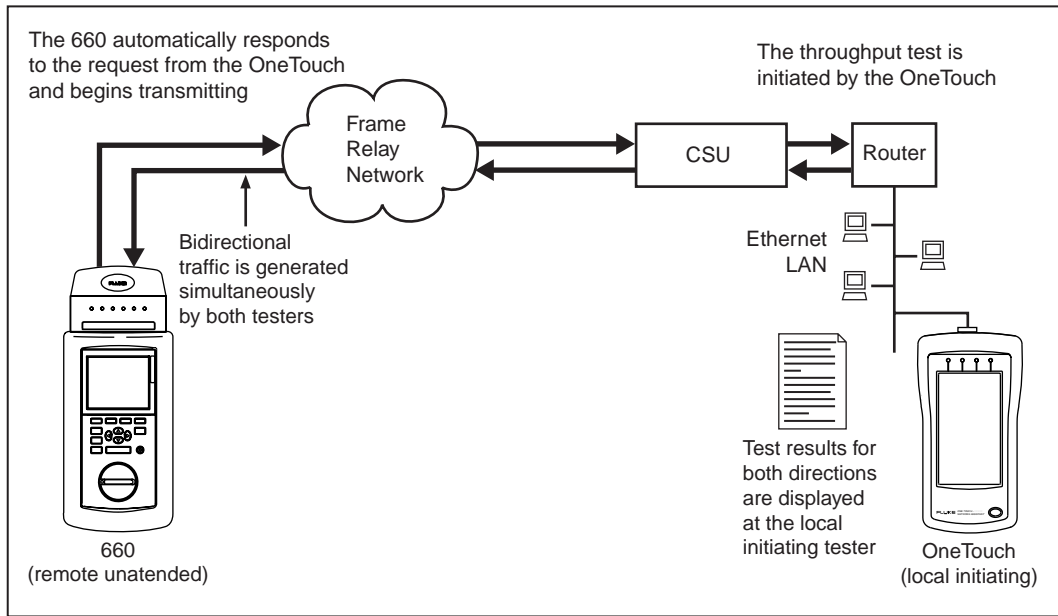 The 660 automatically responds
to the request from the OneTouch
and begins transmitting
The throughput test is
initiated by the OneTouch
Frame
Relay
Network
CSU
Router
Bidirectional
traffic is generated
simultaneously
by both testers
Ethernet
LAN
FLUKE
Test results for
both directions
are displayed
at the local
initiating tester
FLUKE
660
(remote unatended)
OneTouch
(local initiating)